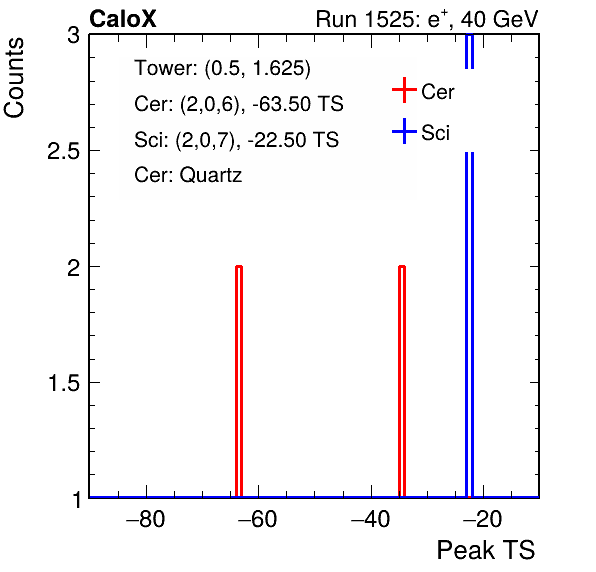 CaloX Run 1525: e⁺, 40 GeV
Counts
3
2.5
2
1.5
1
Tower: (0.5, 1.625)
Cer: (2,0,6), -63.50 TS
Sci: (2,0,7), -22.50 TS
Cer: Quartz
Cer
Sci
−80 −60 −40 −20
Peak TS